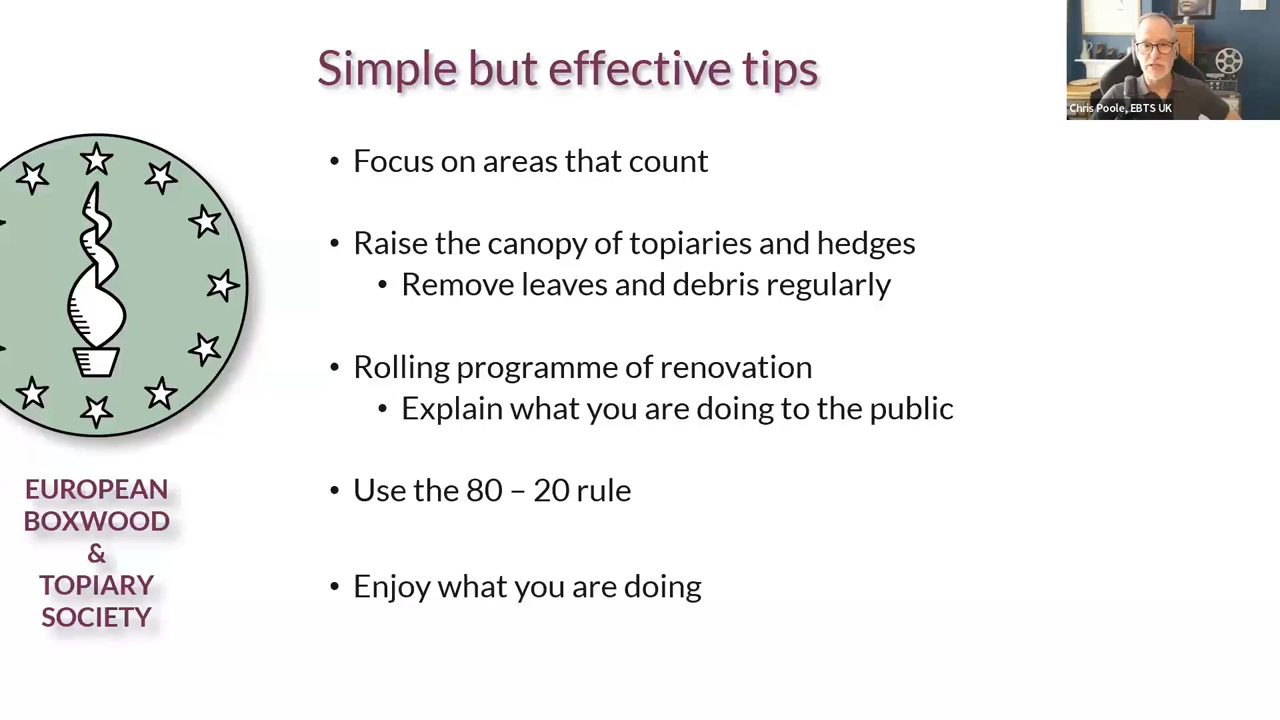 Simple but effective tips
Chris Poole, EBTS UK
• Focus on areas that count
• Raise the canopy of topiaries and hedges
• Remove leaves and debris regularly
• Rolling programme of renovation
• Explain what you are doing to the public
• Use the 80 – 20 rule
• Enjoy what you are doing
EUROPEAN
BOXWOOD
&
TOPIARY
SOCIETY